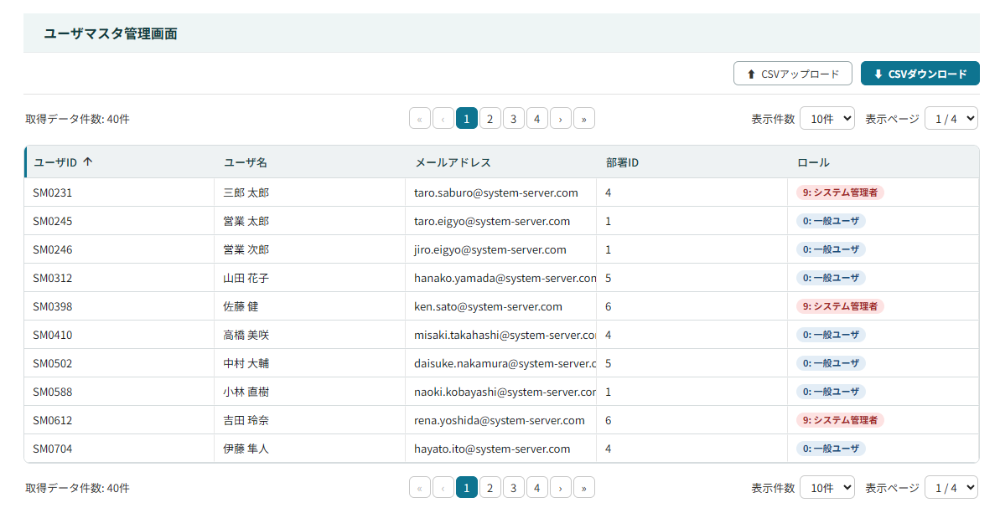 ユーザマスタ管理画面
⬆ CSVアップロード ⬇ CSVダウンロード
取得データ件数: 40件 « ‹ 1 2 3 4 › » 表示件数 10件 表示ページ 1 / 4
ユーザID ↑ ユーザ名 メールアドレス 部署ID ロール
SM0231 三郎 太郎 taro.saburo@system-server.com 4 9: システム管理者
SM0245 営業 太郎 taro.eigyo@system-server.com 1 0: 一般ユーザ
SM0246 営業 次郎 jiro.eigyo@system-server.com 1 0: 一般ユーザ
SM0312 山田 花子 hanako.yamada@system-server.com 5 0: 一般ユーザ
SM0398 佐藤 健 ken.sato@system-server.com 6 9: システム管理者
SM0410 高橋 美咲 misaki.takahashi@system-server.co 4 0: 一般ユーザ
SM0502 中村 大輔 daisuke.nakamura@system-server.c 5 0: 一般ユーザ
SM0588 小林 直樹 naoki.kobayashi@system-server.co 1 0: 一般ユーザ
SM0612 吉田 玲奈 rena.yoshida@system-server.com 6 9: システム管理者
SM0704 伊藤 隼人 hayato.ito@system-server.com 4 0: 一般ユーザ
取得データ件数: 40件 « ‹ 1 2 3 4 › » 表示件数 10件 表示ページ 1 / 4